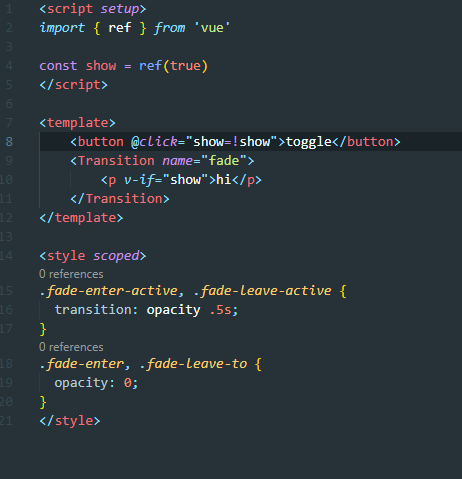 1 <script setup>
2 import { ref } from 'vue'
3
4 const show = ref(true)
5 </script>
6
7 <template>
8     <button @click="show=!show">toggle</button>
9     <Transition name="fade">
10         <p v-if="show">hi</p>
11     </Transition>
12 </template>
13
14 <style scoped>
0 references
15 .fade-enter-active, .fade-leave-active {
16   transition: opacity .5s;
17 }
0 references
18 .fade-enter, .fade-leave-to {
19   opacity: 0;
20 }
21 </style>